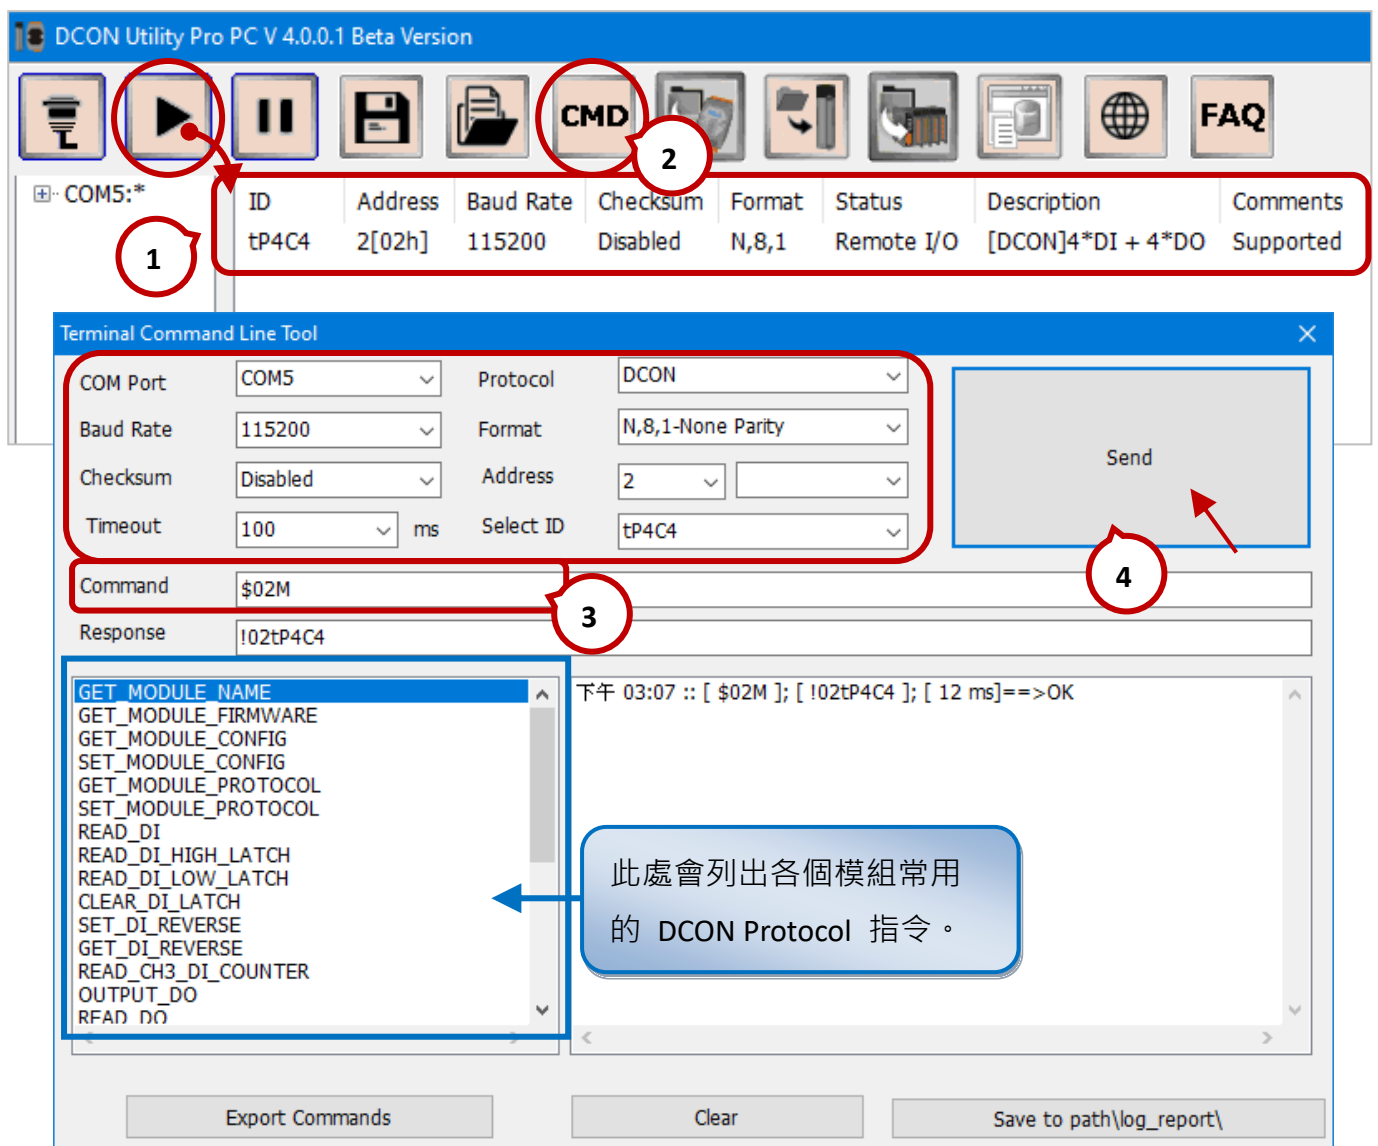 DCON Utility Pro PC V 4.0.0.1 Beta Version
CMD
FAQ
2
COM5:*
ID Address Baud Rate Checksum Format Status Description Comments
tP4C4 2[02h] 115200 Disabled N,8,1 Remote I/O [DCON]4*DI + 4*DO Supported
1
Terminal Command Line Tool
COM Port COM5 Protocol DCON
Baud Rate 115200 Format N,8,1-None Parity
Checksum Disabled Address 2
Timeout 100 ms Select ID tP4C4
Send
4
Command $02M
3
Response !02tP4C4
GET_MODULE_NAME
GET_MODULE_FIRMWARE
GET_MODULE_CONFIG
SET_MODULE_CONFIG
GET_MODULE_PROTOCOL
SET_MODULE_PROTOCOL
READ_DI
READ_DI_HIGH_LATCH
READ_DI_LOW_LATCH
CLEAR_DI_LATCH
SET_DI_REVERSE
GET_DI_REVERSE
READ_CH3_DI_COUNTER
OUTPUT_DO
READ_DO
下午 03:07 :: [ $02M ]; [ !02tP4C4 ]; [ 12 ms]==>OK
此處會列出各個模組常用
的 DCON Protocol 指令。
Export Commands Clear Save to path\log_report\